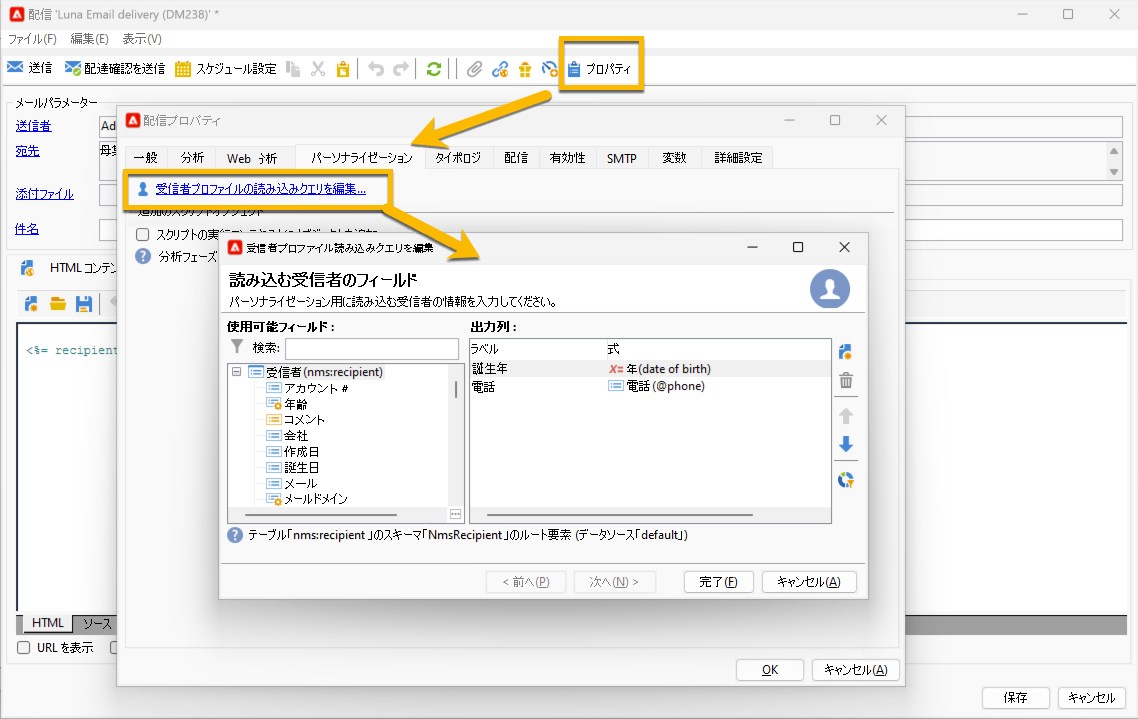 配信 'Luna Email delivery (DM238)' *
ファイル(F) 編集(E) 表示(V)
送信 配達確認を送信 スケジュール設定 プロパティ
メールパラメーター
送信者 Ad
宛先
添付ファイル
件名
HTML コンテン
<%= recipient
HTML ソース
URL を表示
保存 キャンセル
配信プロパティ
一般 分析 Web 分析 パーソナライゼーション タイポロジ 配信 有効性 SMTP 変数 詳細設定
受信者プロファイルの読み込みクエリを編集...
追加のスクリプトオブジェクト
分析フェーズ
OK キャンセル(A)
受信者プロファイル読み込みクエリを編集
読み込む受信者のフィールド
パーソナライゼーション用に読み込む受信者の情報を入力してください。
使用可能フィールド:
検索:
受信者 (nms:recipient)
アカウント #
年齢
コメント
会社
作成日
誕生日
メール
メールドメイン
出力列:
ラベル 式
誕生年 X= 年(date of birth)
電話 電話 (@phone)
テーブル「nms:recipient 」のスキーマ「NmsRecipient 」のルート要素 (データソース「default」)
< 前へ(P) 次へ(N) > 完了(F) キャンセル(A)